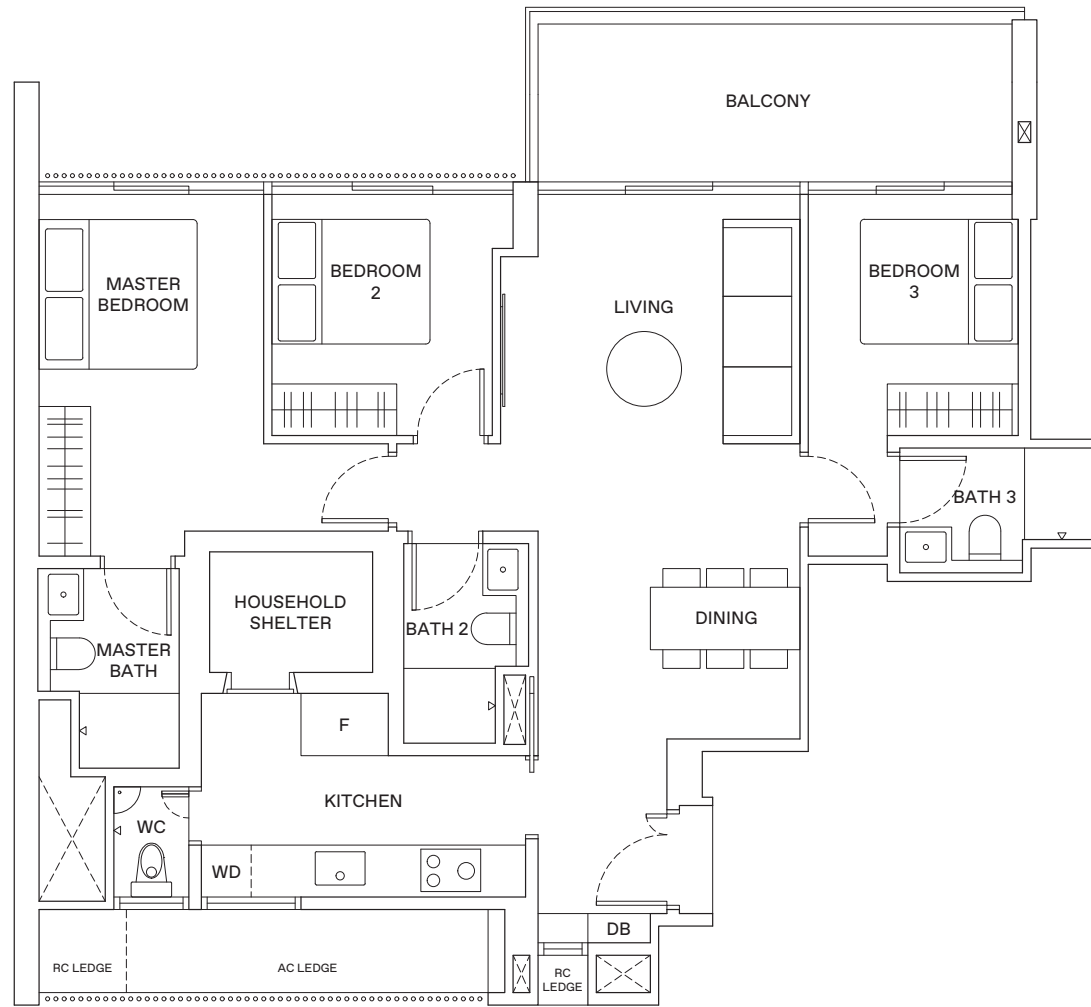 BALCONY
MASTER
BEDROOM
BEDROOM
2
LIVING
BEDROOM
3
BATH 3
HOUSEHOLD
SHELTER
BATH 2
DINING
MASTER
BATH
F
KITCHEN
WC
WD
DB
RC LEDGE
AC LEDGE
RC
LEDGE